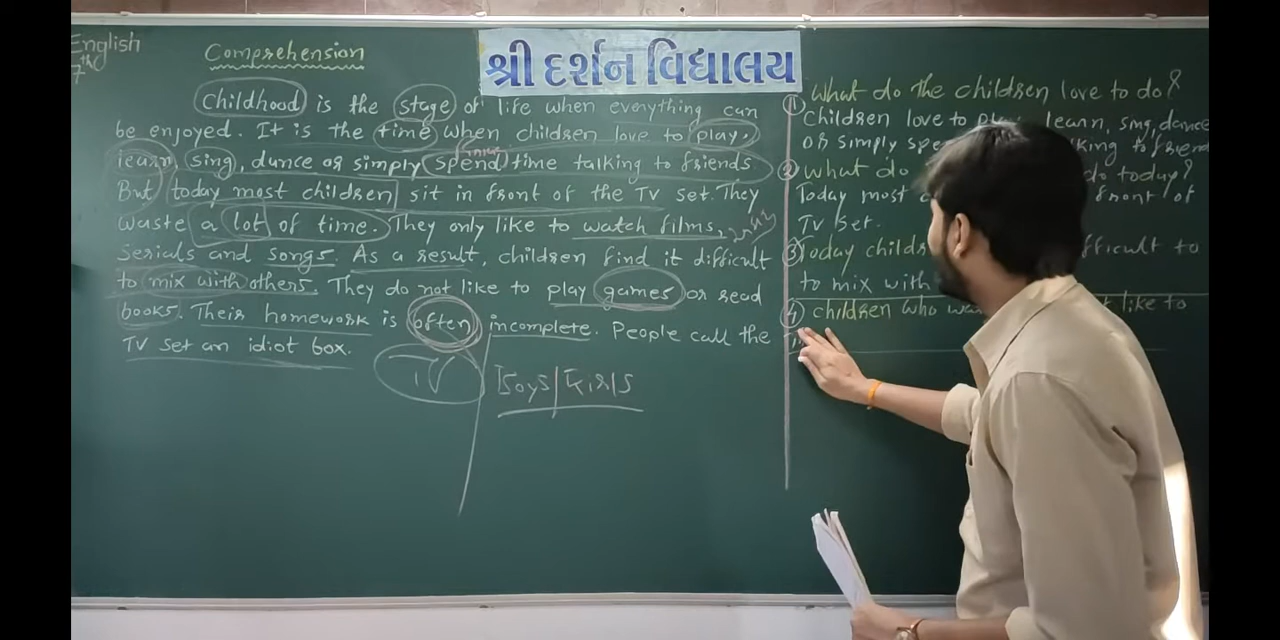 English
7th
Comprehension
શ્રી દર્શન વિદ્યાલય
Childhood is the stage of life when everything can
be enjoyed. It is the time when children love to play,
learn sing, dance or simply spend time talking to friends
But today most children sit in front of the TV set. They
waste a lot of time. They only like to watch films,
serials and songs. As a result, children find it difficult
to mix with others. They do not like to play games or read
books. Their homework is often incomplete. People call the
TV set an idiot box.
TV
Boys/Girls
① What do the children love to do?
Children love to play learn, sing, dance
or simply talking to friend
② What do do today?
Today most front of
TV Set.
③ Today difficult to
to mix with
④ children who like to